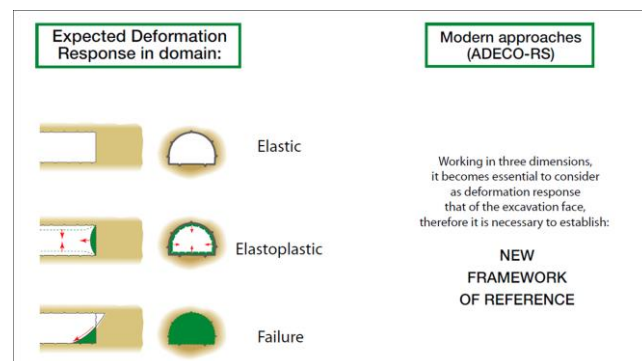 Expected Deformation
Response in domain:
Modern approaches
(ADECO-RS)
Elastic
Elastoplastic
Failure
Working in three dimensions,
it becomes essential to consider
as deformation response
that of the excavation face,
therefore it is necessary to establish:
NEW
FRAMEWORK
OF REFERENCE